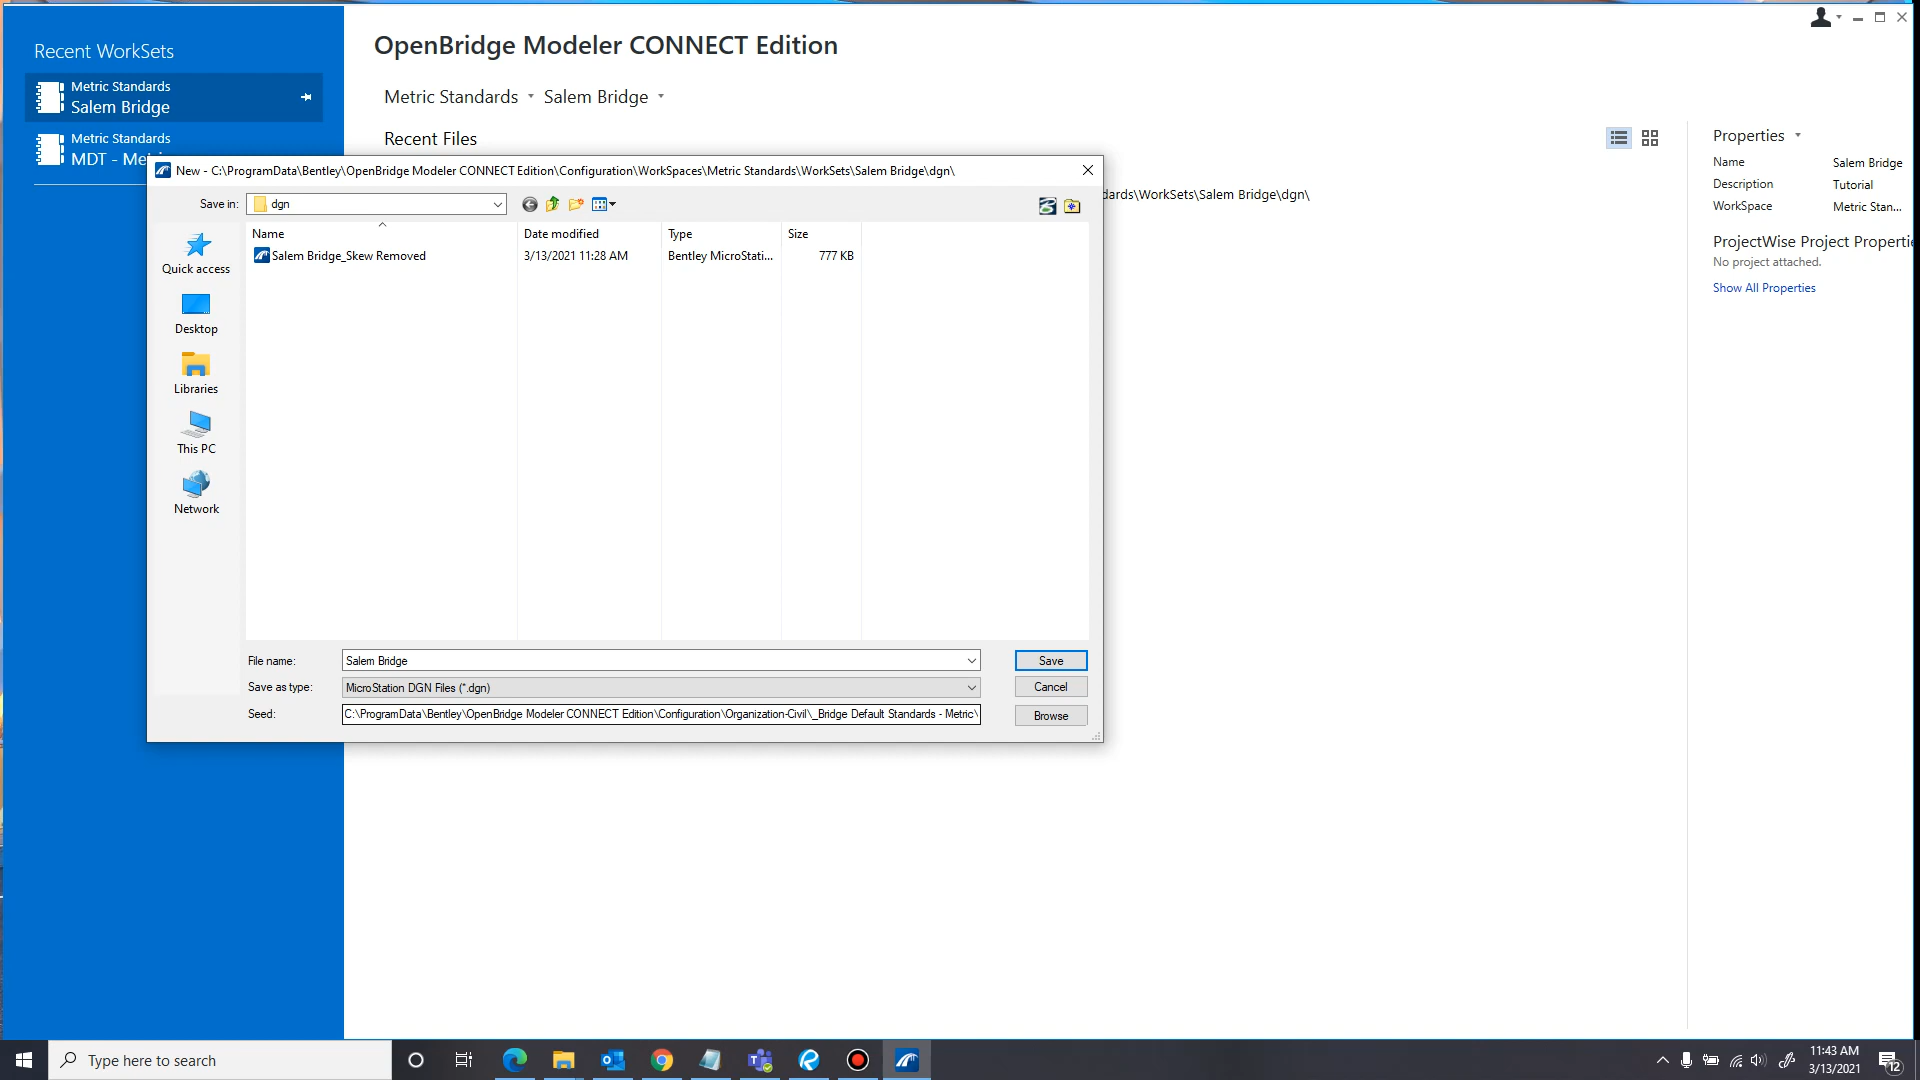 Recent WorkSets
Metric Standards
Salem Bridge
Metric Standards
MDT - Me
OpenBridge Modeler CONNECT Edition
Metric Standards
Salem Bridge
Recent Files
New - C:\ProgramData\Bentley\OpenBridge Modeler CONNECT Edition\Configuration\WorkSpaces\Metric Standards\WorkSets\Salem Bridge\dgn\
dards\WorkSets\Salem Bridge\dgn\
Save in:
dgn
Name
Date modified
Type
Size
Salem Bridge_Skew Removed
3/13/2021 11:28 AM
Bentley MicroStati...
777 KB
Quick access
Desktop
Libraries
This PC
Network
File name:
Salem Bridge
Save
Save as type:
MicroStation DGN Files (*.dgn)
Cancel
Seed:
C:\ProgramData\Bentley\OpenBridge Modeler CONNECT Edition\Configuration\Organization-Civil\_Bridge Default Standards - Metric\
Browse
Properties
Name
Salem Bridge
Description
Tutorial
WorkSpace
Metric Stan...
ProjectWise Project Properti
No project attached.
Show All Properties
Type here to search
11:43 AM
3/13/2021
12